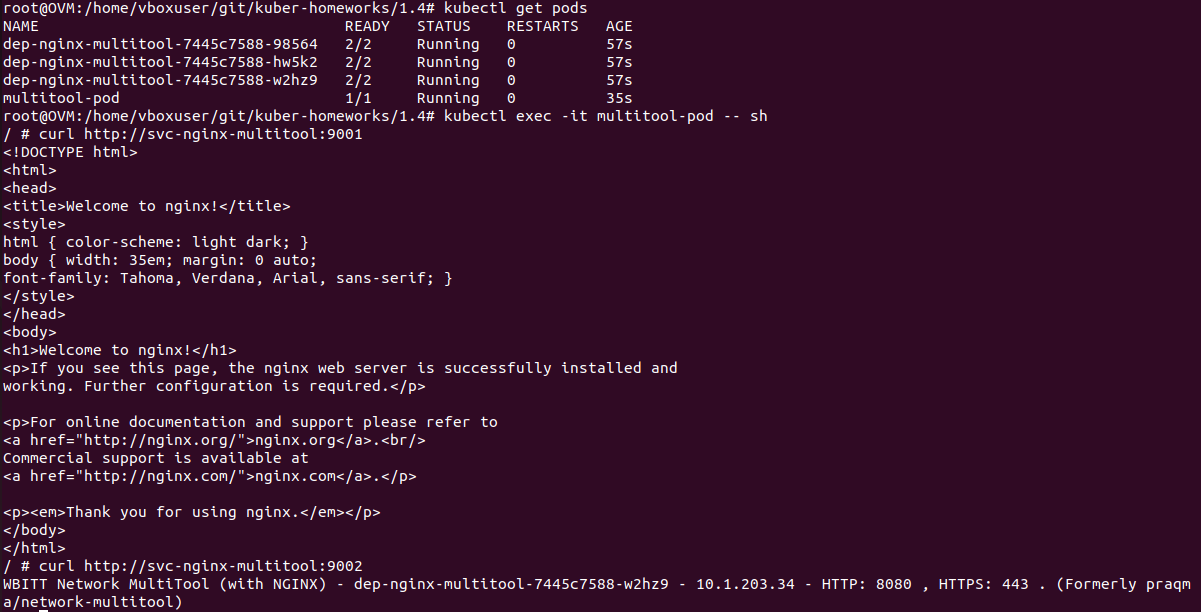 root@OVM:/home/vboxuser/git/kuber-homeworks/1.4# kubectl get pods
NAME                                  READY   STATUS    RESTARTS   AGE
dep-nginx-multitool-7445c7588-98564   2/2     Running   0          57s
dep-nginx-multitool-7445c7588-hw5k2   2/2     Running   0          57s
dep-nginx-multitool-7445c7588-w2hz9   2/2     Running   0          57s
multitool-pod                         1/1     Running   0          35s
root@OVM:/home/vboxuser/git/kuber-homeworks/1.4# kubectl exec -it multitool-pod -- sh
/ # curl http://svc-nginx-multitool:9001
<!DOCTYPE html>
<html>
<head>
<title>Welcome to nginx!</title>
<style>
html { color-scheme: light dark; }
body { width: 35em; margin: 0 auto;
font-family: Tahoma, Verdana, Arial, sans-serif; }
</style>
</head>
<body>
<h1>Welcome to nginx!</h1>
<p>If you see this page, the nginx web server is successfully installed and
working. Further configuration is required.</p>

<p>For online documentation and support please refer to
<a href="http://nginx.org/">nginx.org</a>.<br/>
Commercial support is available at
<a href="http://nginx.com/">nginx.com</a>.</p>

<p><em>Thank you for using nginx.</em></p>
</body>
</html>
/ # curl http://svc-nginx-multitool:9002
WBITT Network MultiTool (with NGINX) - dep-nginx-multitool-7445c7588-w2hz9 - 10.1.203.34 - HTTP: 8080 , HTTPS: 443 . (Formerly praqm
a/network-multitool)